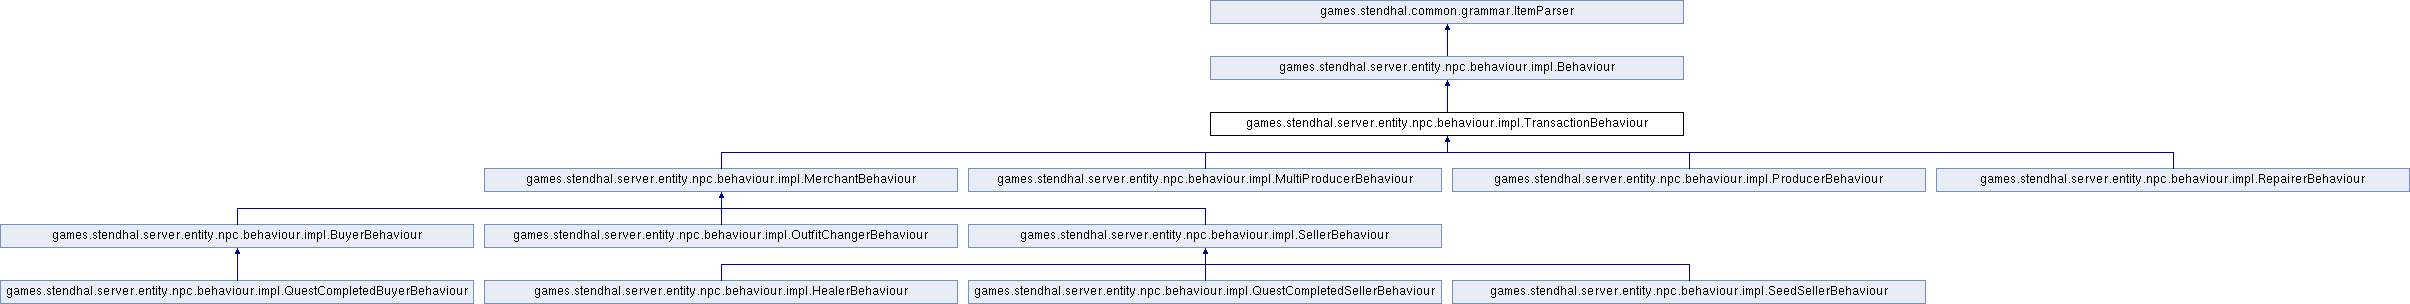 games.stendhal.common.grammar.ItemParser
games.stendhal.server.entity.npc.behaviour.impl.Behaviour
games.stendhal.server.entity.npc.behaviour.impl.TransactionBehaviour
games.stendhal.server.entity.npc.behaviour.impl.MerchantBehaviour
games.stendhal.server.entity.npc.behaviour.impl.MultiProducerBehaviour
games.stendhal.server.entity.npc.behaviour.impl.ProducerBehaviour
games.stendhal.server.entity.npc.behaviour.impl.RepairerBehaviour
games.stendhal.server.entity.npc.behaviour.impl.BuyerBehaviour
games.stendhal.server.entity.npc.behaviour.impl.OutfitChangerBehaviour
games.stendhal.server.entity.npc.behaviour.impl.SellerBehaviour
games.stendhal.server.entity.npc.behaviour.impl.QuestCompletedBuyerBehaviour
games.stendhal.server.entity.npc.behaviour.impl.HealerBehaviour
games.stendhal.server.entity.npc.behaviour.impl.QuestCompletedSellerBehaviour
games.stendhal.server.entity.npc.behaviour.impl.SeedSellerBehaviour